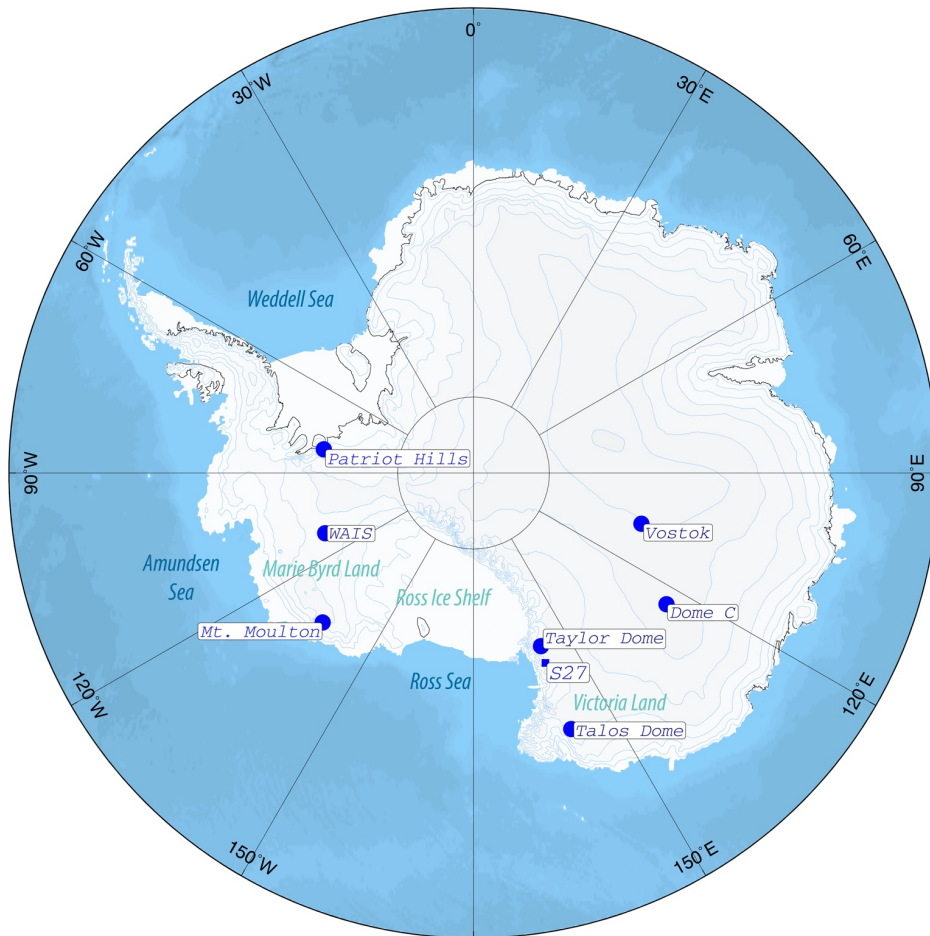 0°
30°W
30°E
60°W
60°E
Weddell Sea
Patriot Hills
90°W
90°E
WAIS
Vostok
Amundsen
Sea
Marie Byrd Land
Ross Ice Shelf
Dome C
Mt. Moulton
Taylor Dome
S27
Ross Sea
Victoria Land
120°W
120°E
Talos Dome
150°W
150°E